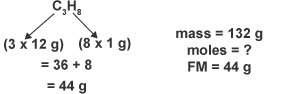 C₃H₈
(3 x 12 g) (8 x 1 g)
= 36 + 8
= 44 g
mass = 132 g
moles = ?
FM = 44 g